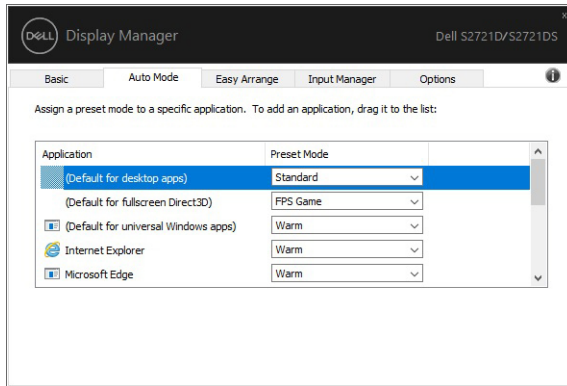 DELL Display Manager
Dell S2721D/S2721DS
x
Basic Auto Mode Easy Arrange Input Manager Options
Assign a preset mode to a specific application. To add an application, drag it to the list:
Application Preset Mode
(Default for desktop apps) Standard
(Default for fullscreen Direct3D) FPS Game
(Default for universal Windows apps) Warm
Internet Explorer Warm
Microsoft Edge Warm